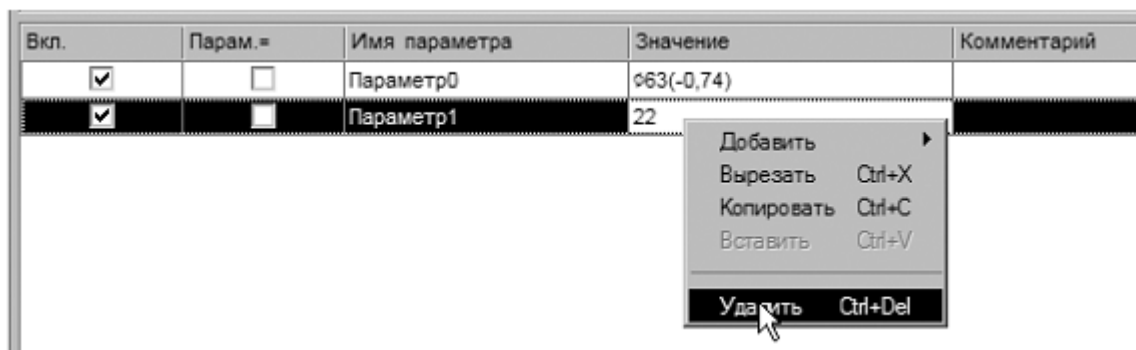 Вкл. Парам.= Имя параметра Значение Комментарий
Параметр0 Ф63(-0,74)
Параметр1 22
Добавить
Вырезать Ctrl+X
Копировать Ctrl+C
Вставить Ctrl+V
Удалить Ctrl+Del